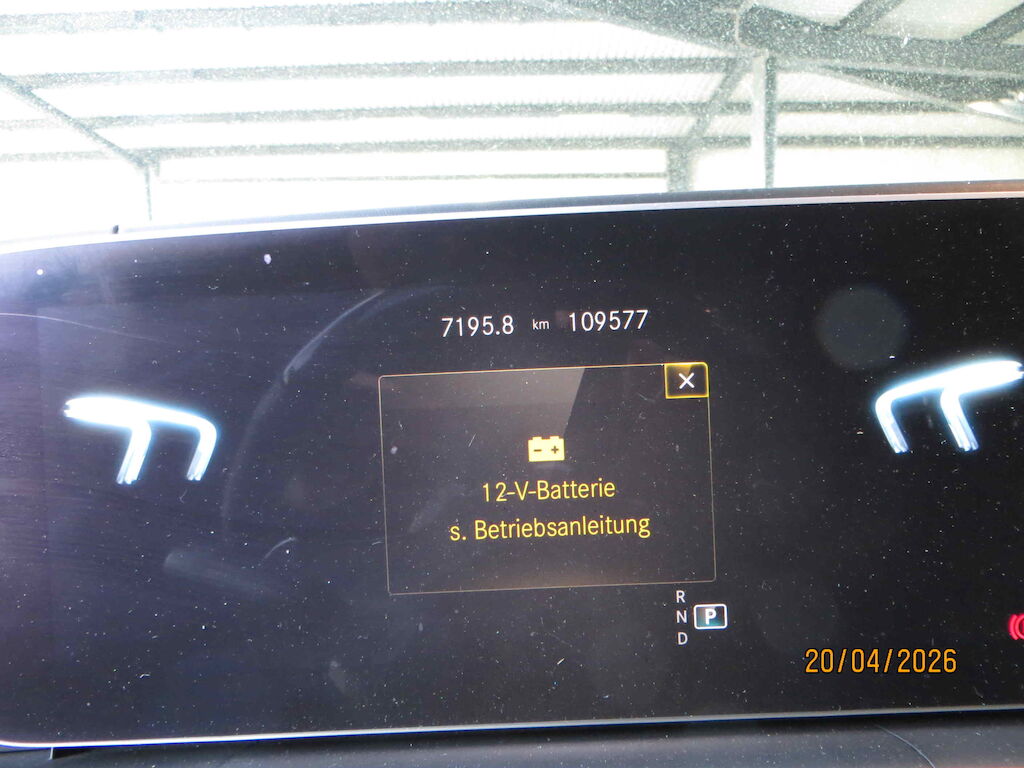 7195.8 km 109577
12-V-Batterie
s. Betriebsanleitung
R
N P
D
20/04/2026